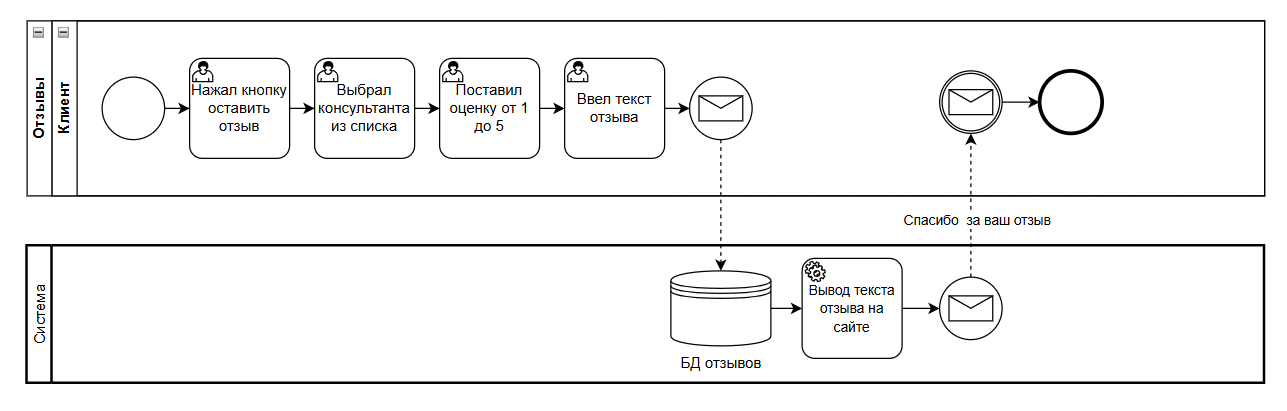 Отзывы
Клиент
Нажал кнопку
оставить
отзыв
Выбрал
консультанта
из списка
Поставил
оценку от 1
до 5
Ввел текст
отзыва
Спасибо за ваш отзыв
Система
Вывод текста
отзыва на
сайте
БД отзывов